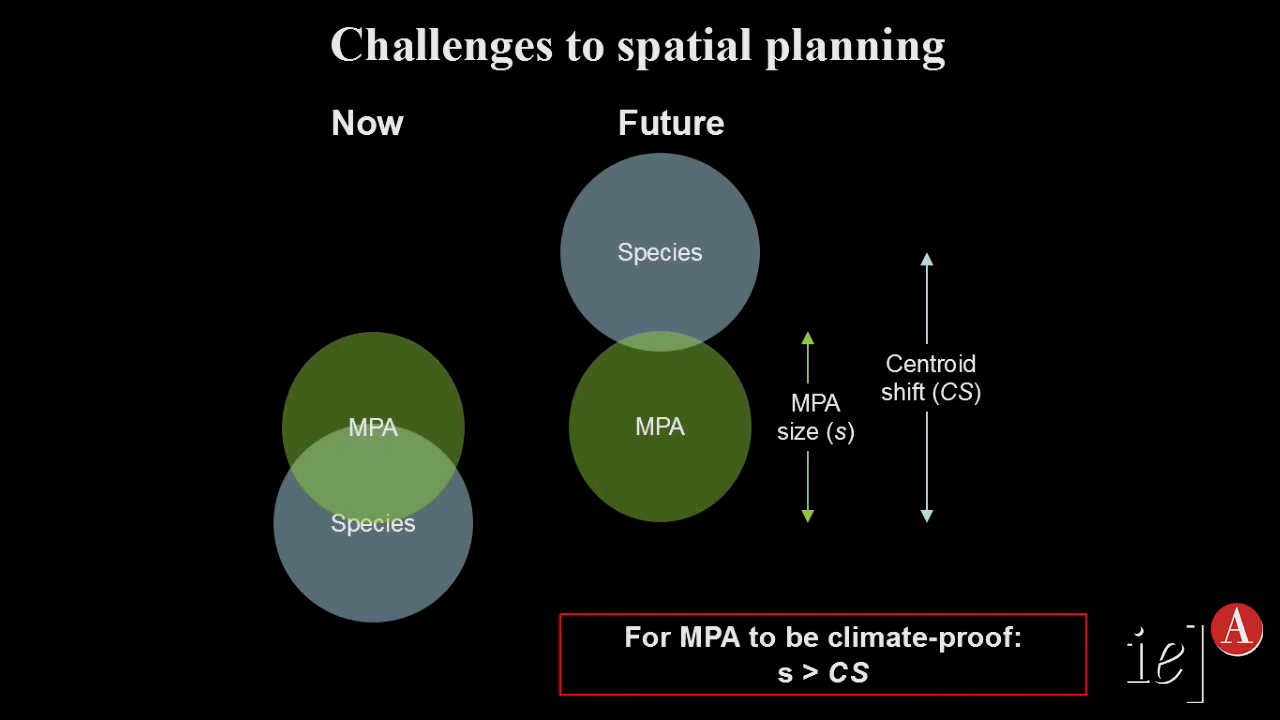 Challenges to spatial planning
Now
Future
Species
MPA
Species
MPA
MPA
size (s)
Centroid
shift (CS)
For MPA to be climate-proof:
s > CS
ie]
A